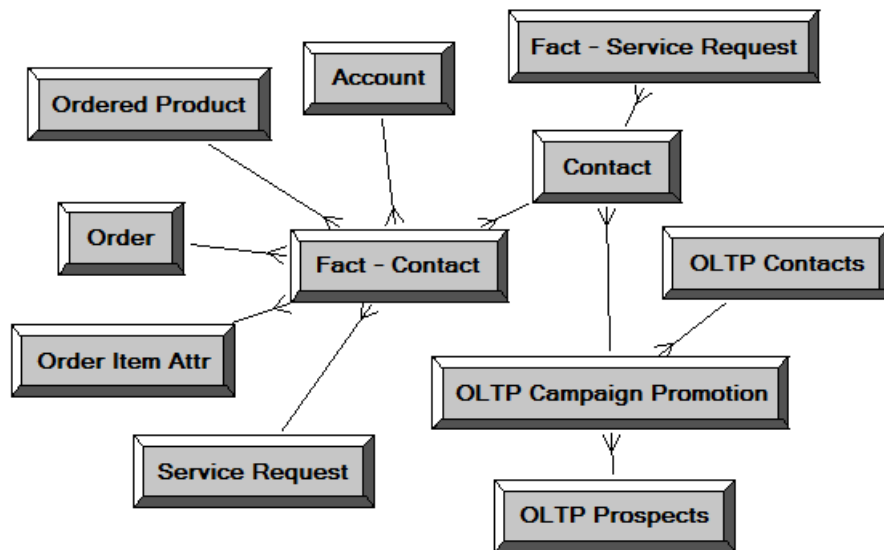 Fact - Service Request
Account
Ordered Product
Contact
Order
OLTP Contacts
Fact - Contact
Order Item Attr
OLTP Campaign Promotion
Service Request
OLTP Prospects